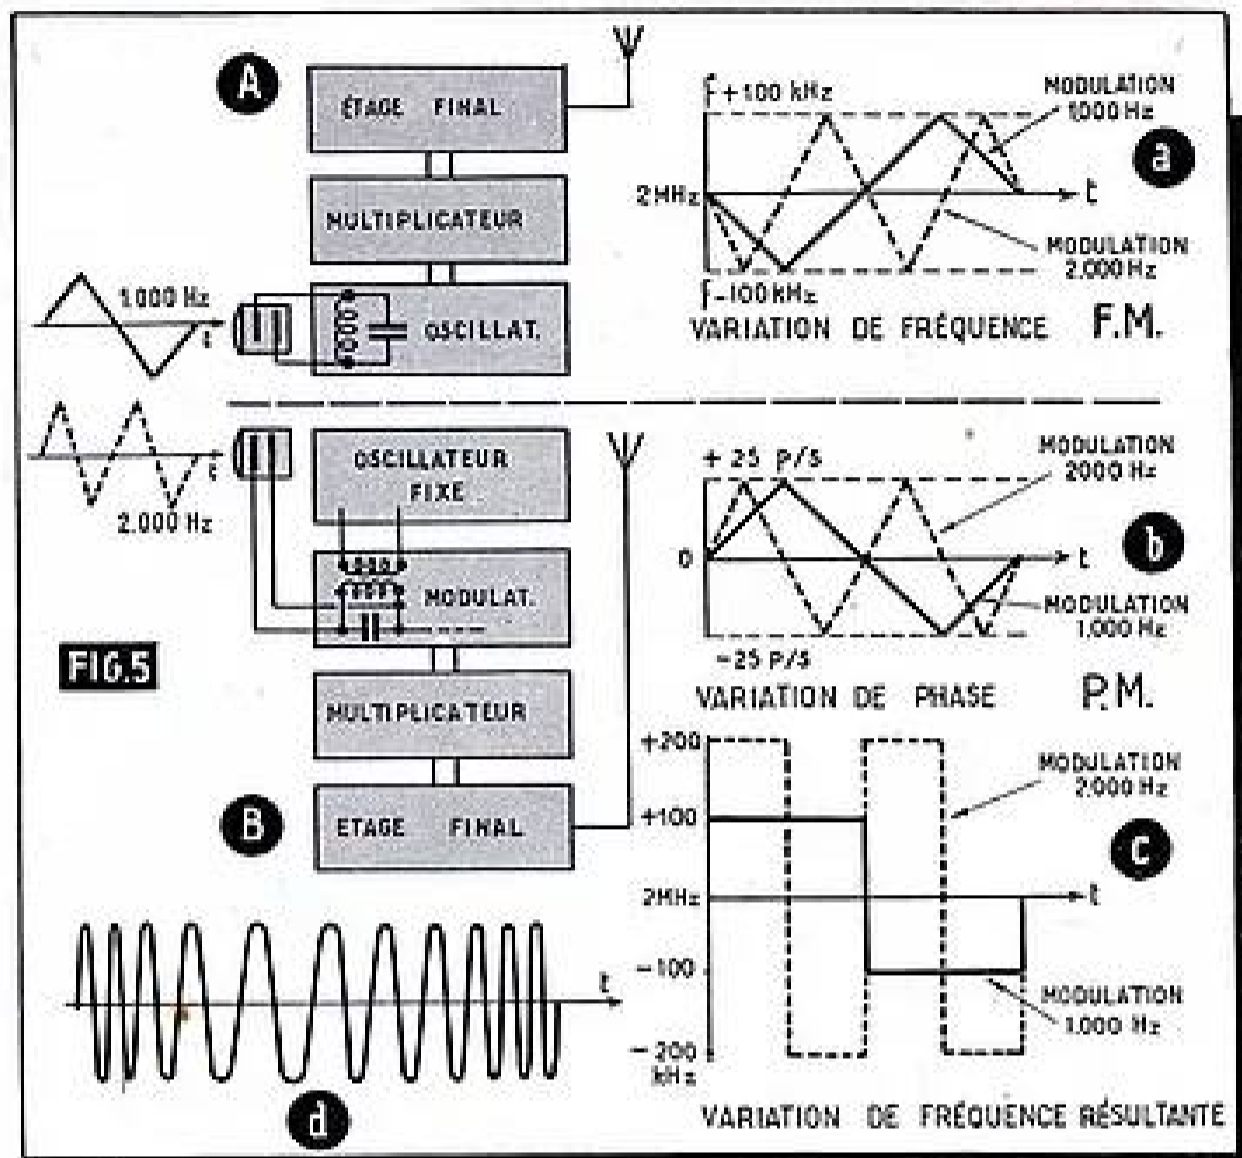 A
ÉTAGE FINAL
MULTIPLICATEUR
1.000 Hz
t
OSCILLAT.
f+100 kHz
MODULATION
1.000 Hz
a
2MHz
t
MODULATION
2.000 Hz
f-100 kHz
VARIATION DE FRÉQUENCE F.M.
t
2.000 Hz
OSCILLATEUR
FIXE
MODULAT.
FIG.5
MULTIPLICATEUR
B
ETAGE FINAL
+ 25 P/S
MODULATION
2000 Hz
b
0
t
MODULATION
1.000 Hz
-25 P/S
VARIATION DE PHASE P.M.
+200
MODULATION
2.000 Hz
+100
C
2MHz
t
-100
MODULATION
1.000 Hz
-200
kHz
VARIATION DE FRÉQUENCE RÉSULTANTE
t
d